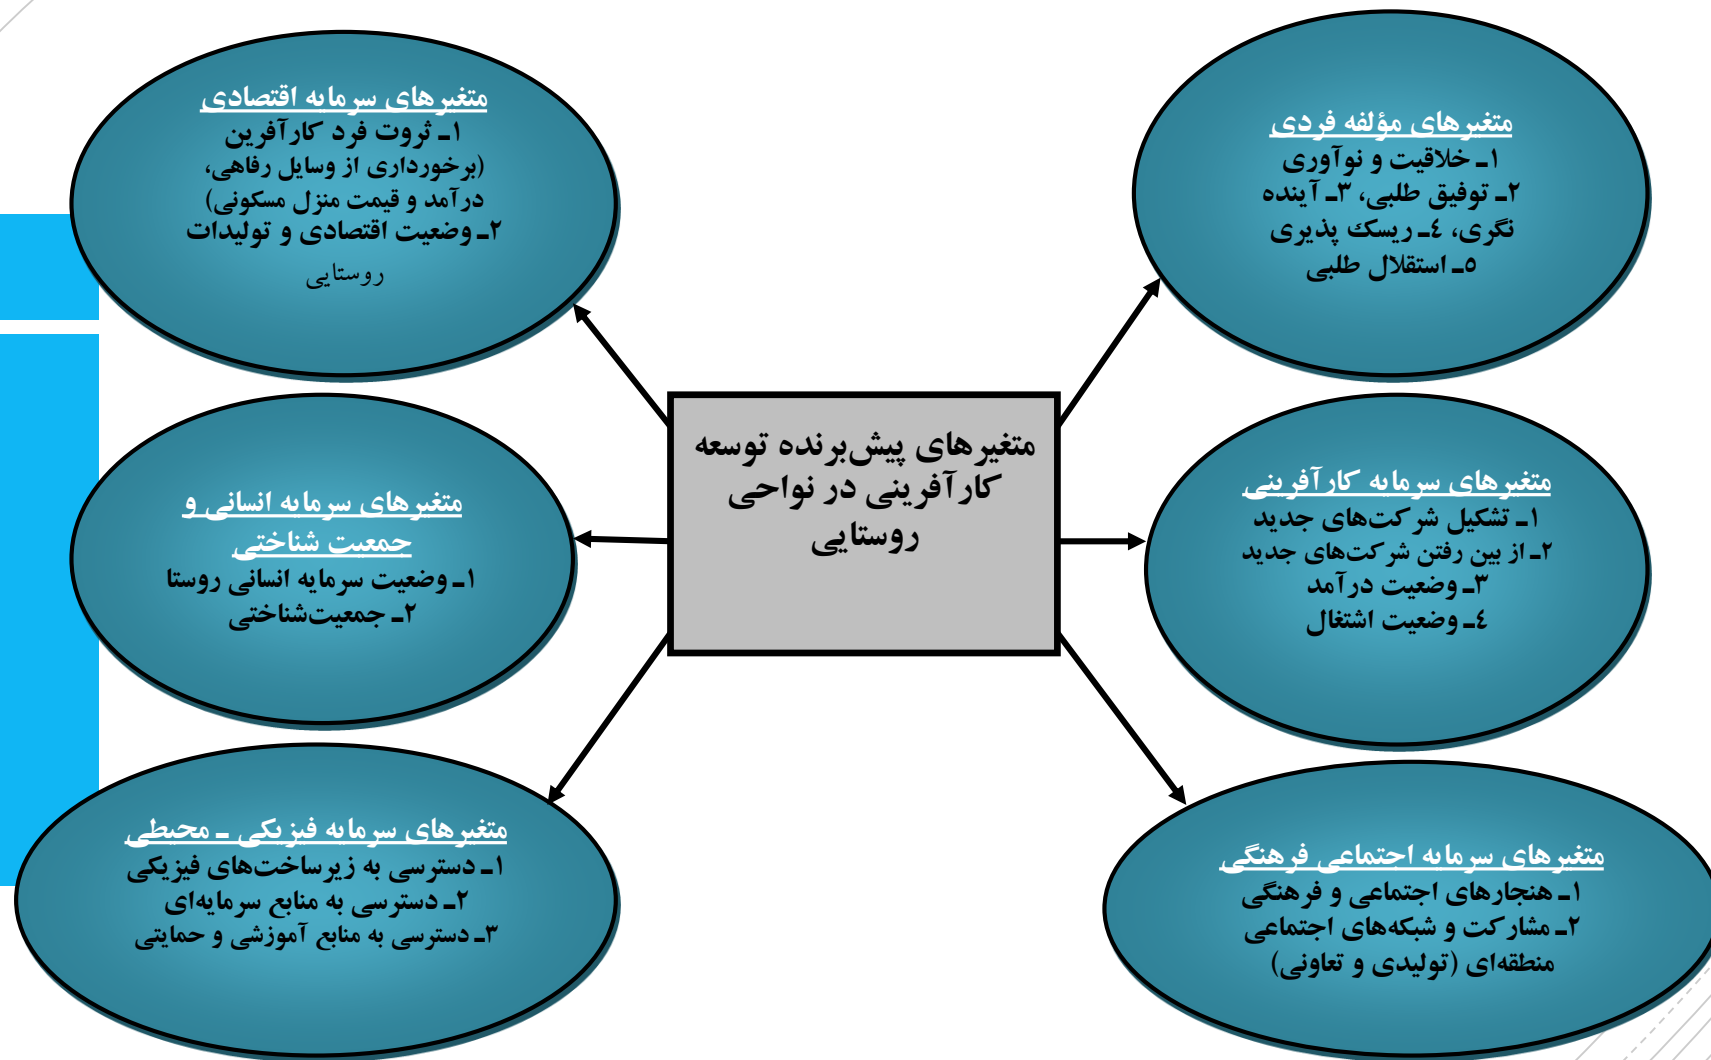 متغیرهای پیش‌برنده توسعه
کارآفرینی در نواحی
روستایی
متغیرهای مؤلفه فردی
۱ـ خلاقیت و نوآوری
۲ـ توفیق طلبی، ۳ـ آینده
نگری، ٤ـ ریسک پذیری
٥ـ استقلال طلبی
متغیرهای سرمایه کارآفرینی
۱ـ تشکیل شرکت‌های جدید
۲ـ از بین رفتن شرکت‌های جدید
۳ـ وضعیت درآمد
٤ـ وضعیت اشتغال
متغیرهای سرمایه اجتماعی فرهنگی
۱ـ هنجارهای اجتماعی و فرهنگی
۲ـ مشارکت و شبکه‌های اجتماعی
منطقه‌ای (تولیدی و تعاونی)
متغیرهای سرمایه اقتصادی
۱ـ ثروت فرد کارآفرین
(برخورداری از وسایل رفاهی،
درآمد و قیمت منزل مسکونی)
۲ـ وضعیت اقتصادی و تولیدات
روستایی
متغیرهای سرمایه انسانی و
جمعیت شناختی
۱ـ وضعیت سرمایه انسانی روستا
۲ـ جمعیت‌شناختی
متغیرهای سرمایه فیزیکی ـ محیطی
۱ـ دسترسی به زیرساخت‌های فیزیکی
۲ـ دسترسی به منابع سرمایه‌ای
۳ـ دسترسی به منابع آموزشی و حمایتی